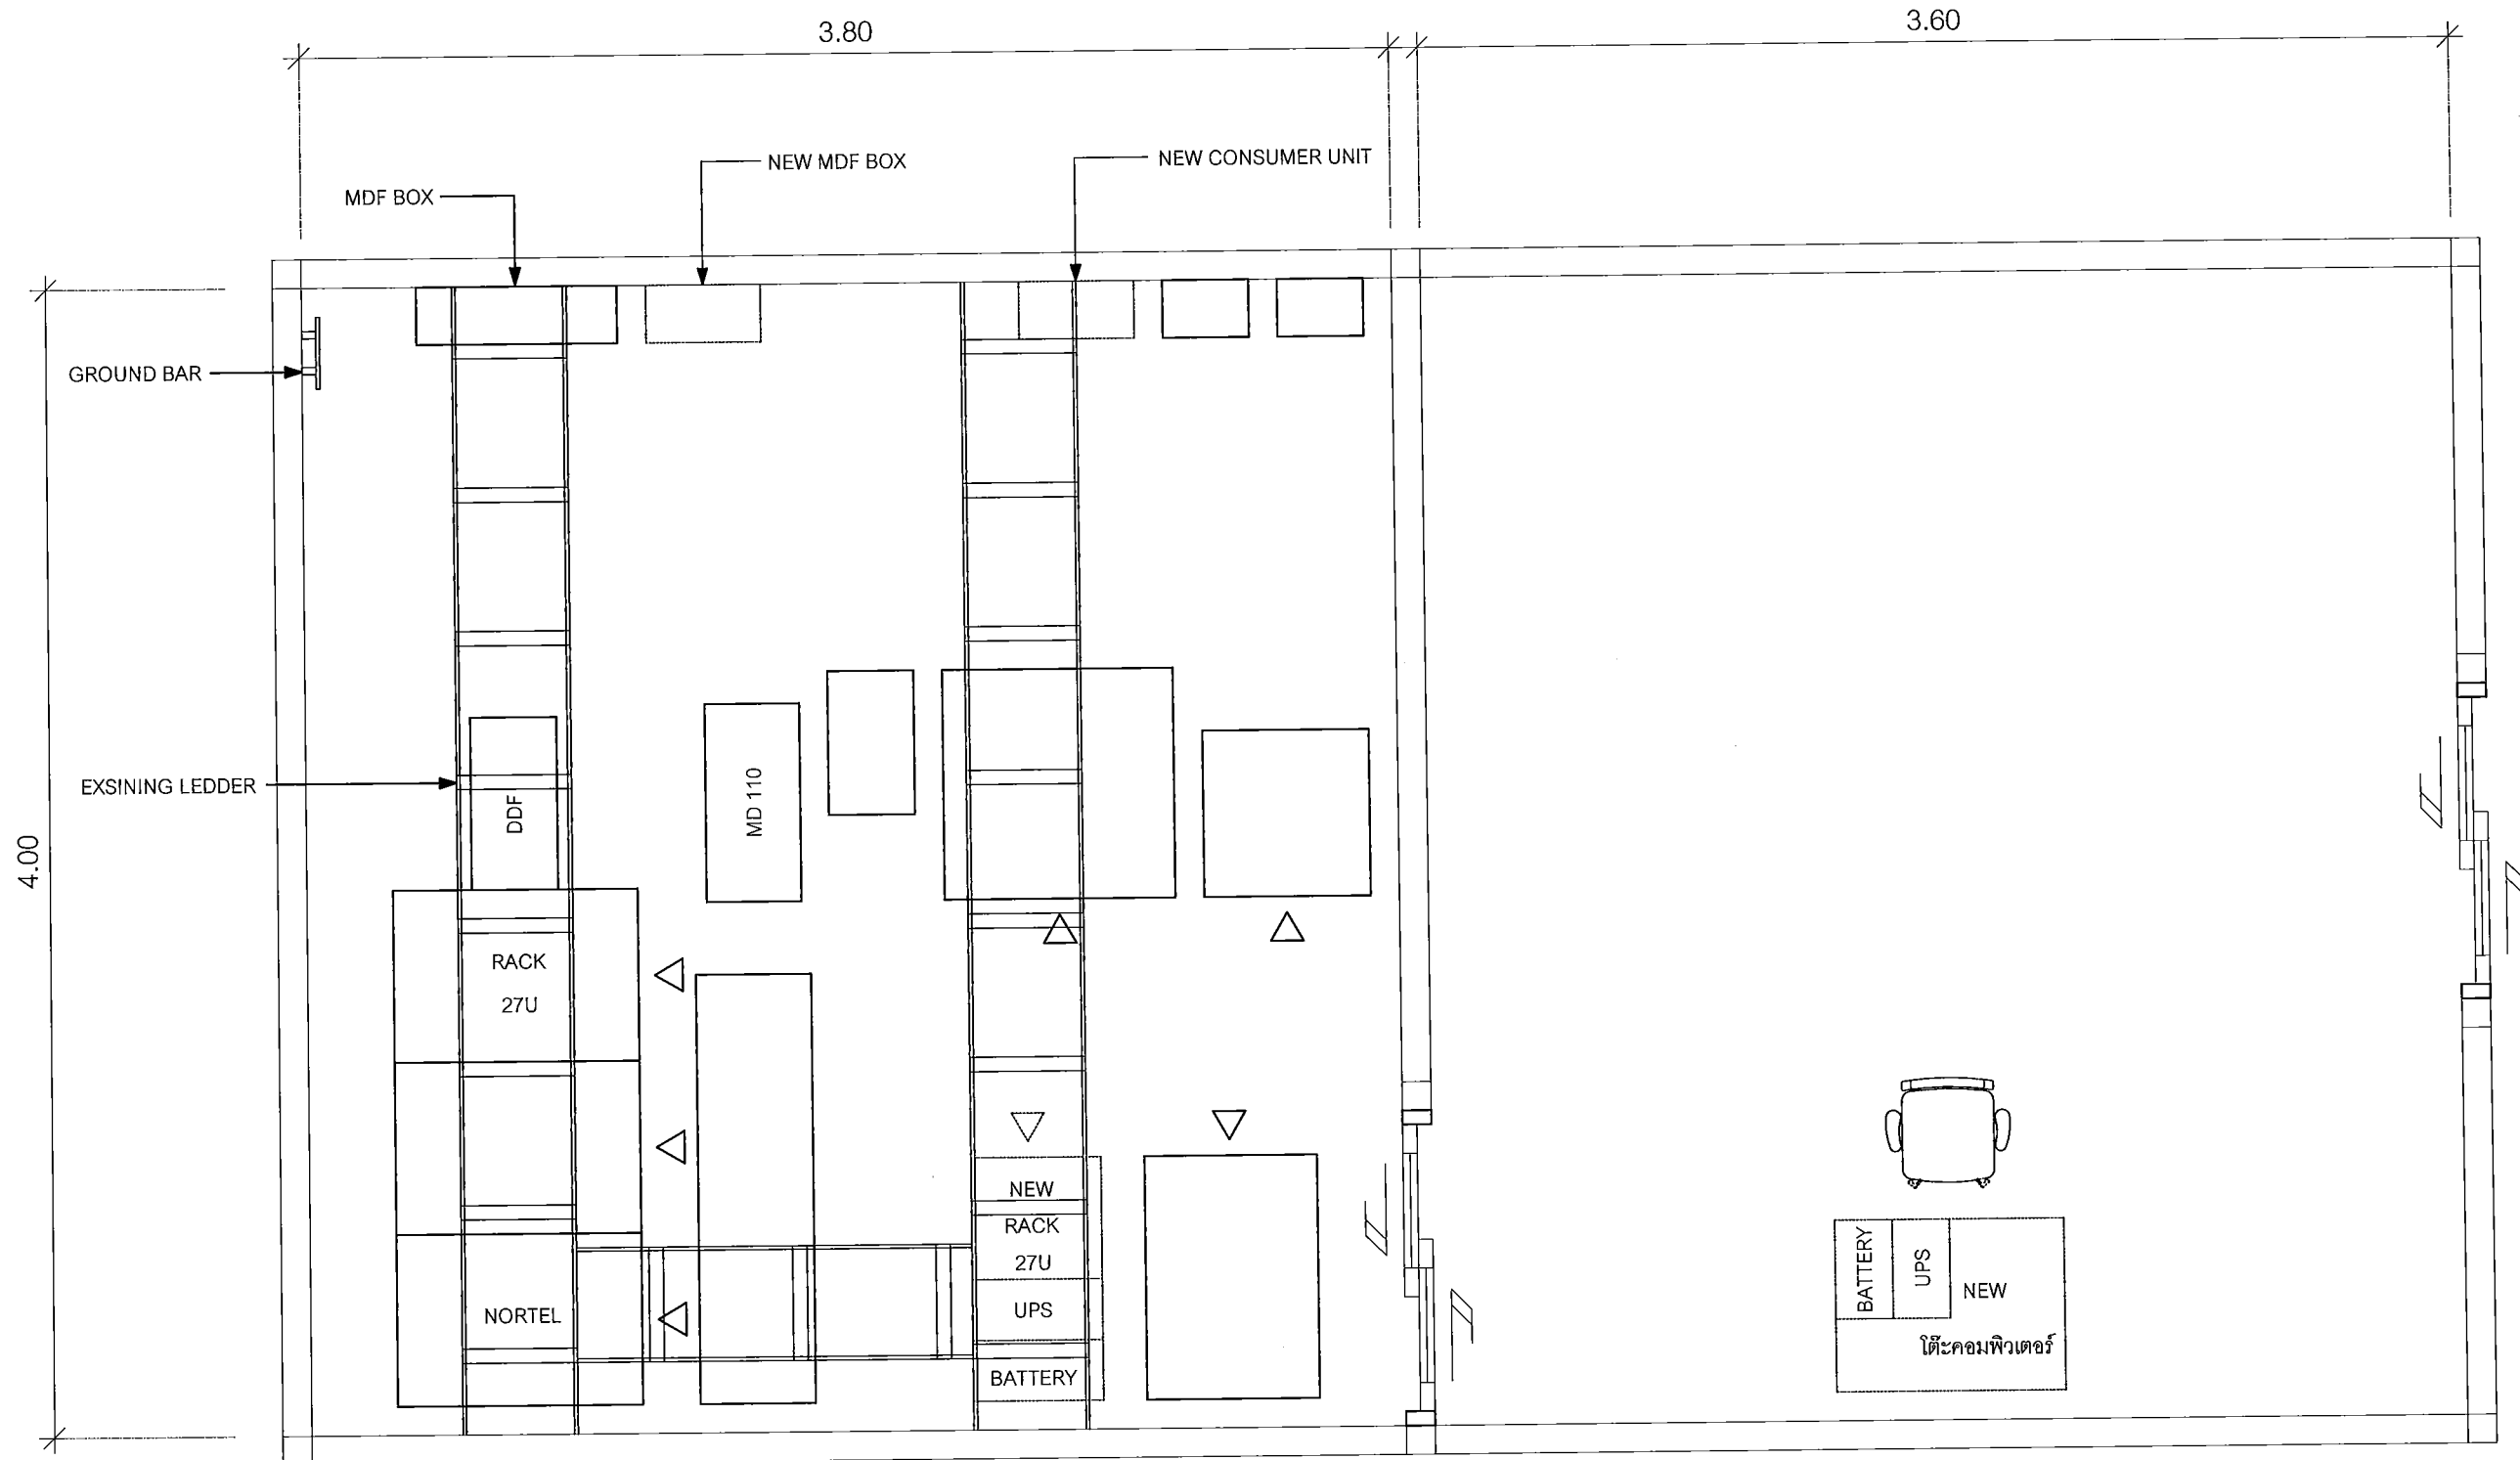 3.80
3.60
NEW MDF BOX
NEW CONSUMER UNIT
MDF BOX
GROUND BAR
EXSINING LEDDER
4.00
DDF
MD 110
RACK
27U
NORTEL
NEW
RACK
27U
UPS
BATTERY
BATTERY
UPS
NEW
โต๊ะคอมพิวเตอร์